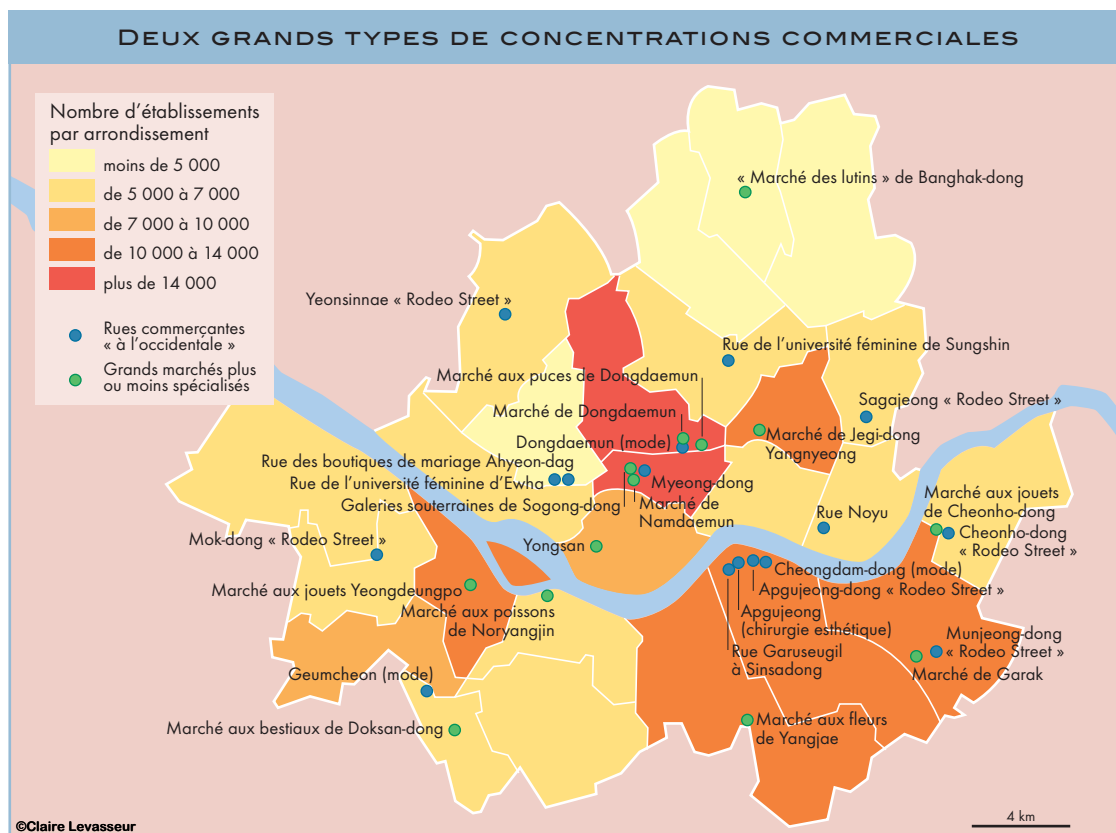 DEUX GRANDS TYPES DE CONCENTRATIONS COMMERCIALES
Nombre d'établissements
par arrondissement
moins de 5 000
de 5 000 à 7 000
de 7 000 à 10 000
de 10 000 à 14 000
plus de 14 000
Rues commerçantes
« à l'occidentale »
Grands marchés plus
ou moins spécialisés
« Marché des lutins » de Banghak-dong
Yeonsinnae « Rodeo Street »
Rue de l'université féminine de Sungshin
Marché aux puces de Dongdaemun
Sagajeong « Rodeo Street »
Marché de Dongdaemun
Marché de Jegi-dong
Yangnyeong
Dongdaemun (mode)
Rue des boutiques de mariage Ahyeon-dag
Rue de l'université féminine d'Ewha
Myeong-dong
Galeries souterraines de Sogong-dong
Marché de
Namdaemun
Marché aux jouets
de Cheonho-dong
Rue Noyu
Cheonho-dong
« Rodeo Street »
Mok-dong « Rodeo Street »
Yongsan
Cheongdam-dong (mode)
Apgujeong-dong « Rodeo Street »
Marché aux jouets Yeongdeungpo
Marché aux poissons
de Noryangjin
Apgujeong
(chirurgie esthétique)
Rue Garuseugil
à Sinsadong
Munjeong-dong
« Rodeo Street »
Marché de Garak
Geumcheon (mode)
Marché aux bestiaux de Doksan-dong
Marché aux fleurs
de Yangjae
4 km
©Claire Levasseur